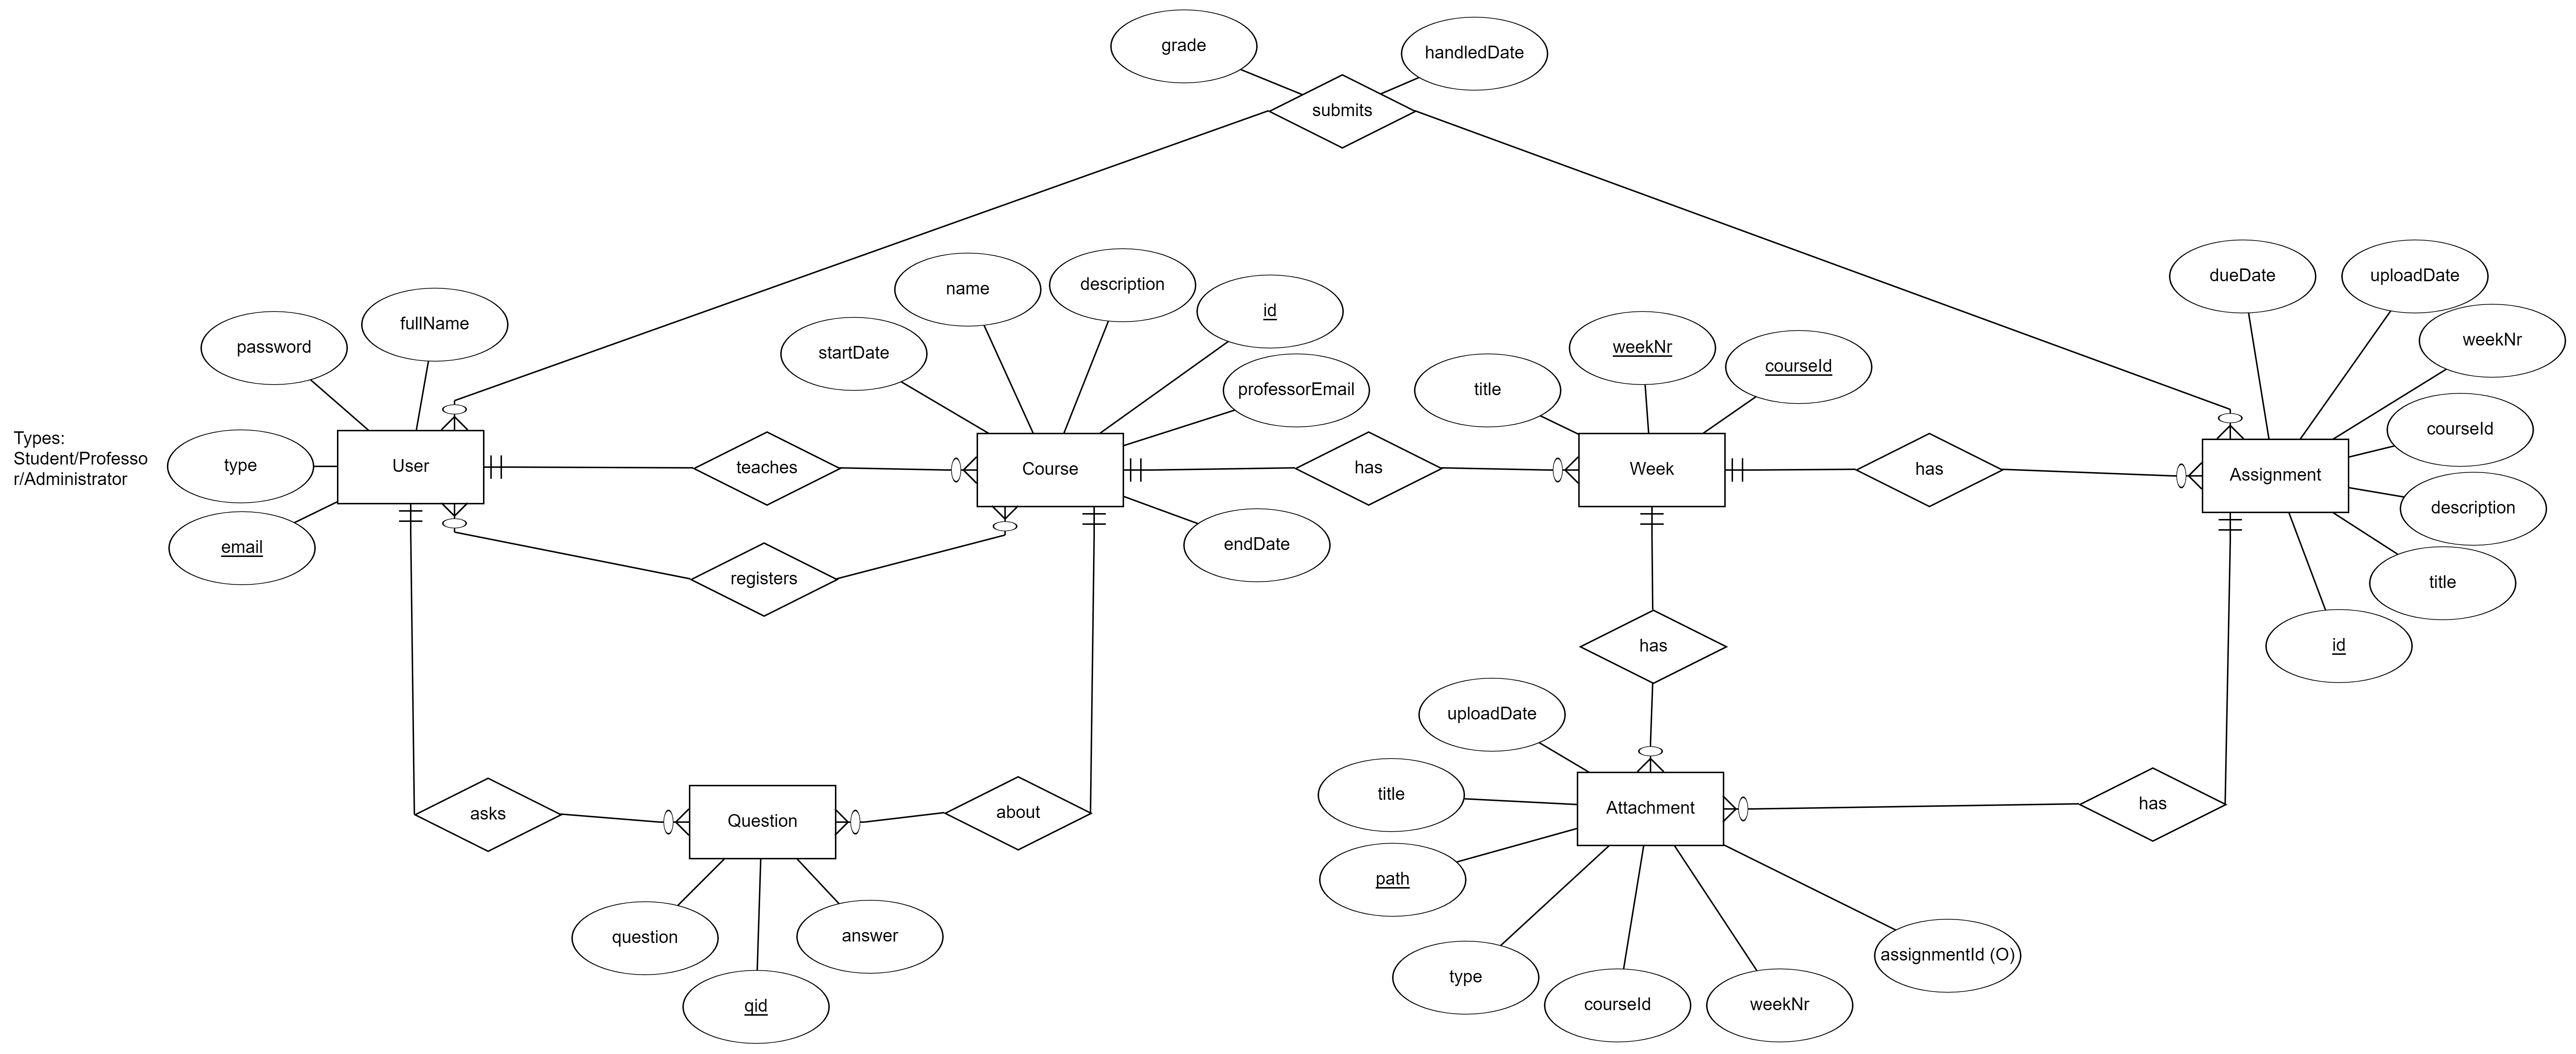 grade
handledDate
submits
dueDate
uploadDate
name
description
id
fullName
password
startDate
weekNr
weekNr
courseId
title
professorEmail
courseId
Types:
Student/Professo
r/Administrator
type
User
teaches
Course
has
Week
has
Assignment
description
email
endDate
registers
title
id
has
uploadDate
title
asks
Question
about
Attachment
has
path
question
answer
assignmentId (O)
type
qid
courseId
weekNr